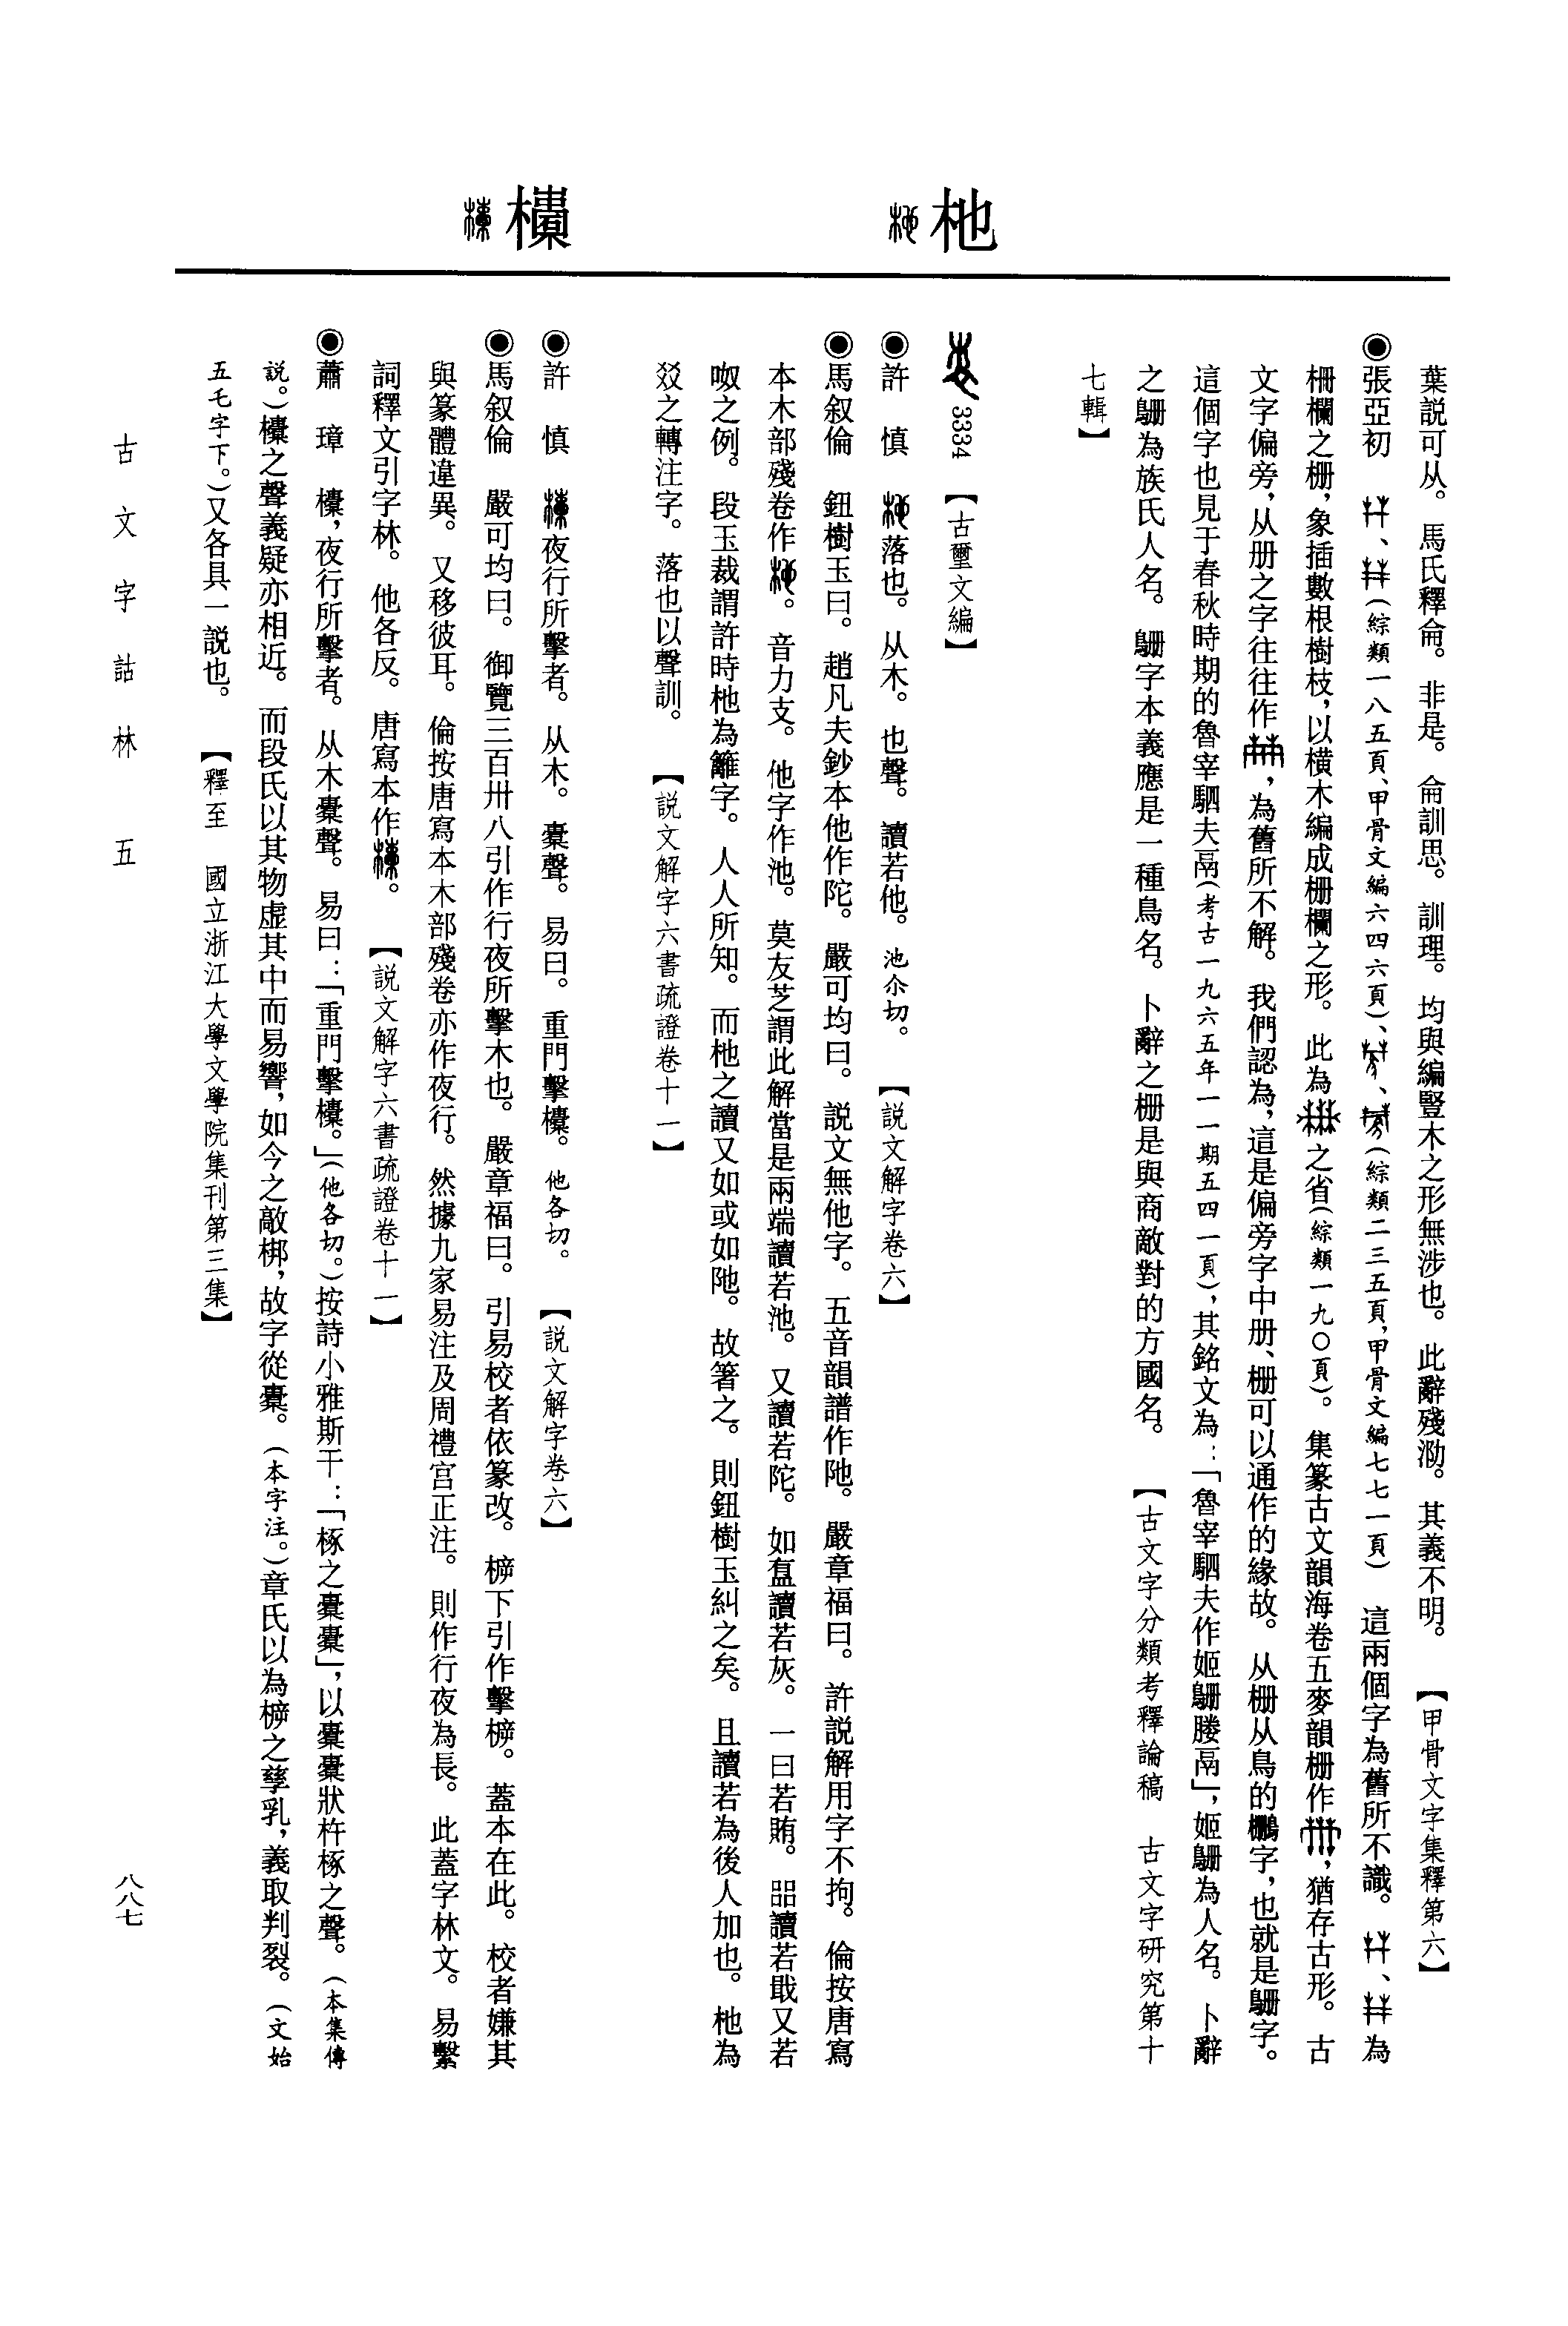 杝
欜
葉説可从。馬氏釋侖。非是。侖訓思。訓理。均與編豎木之形無涉也。此辭殘泐。其義不明。 【甲骨文字集釋第六】
◉張亞初 、(綜類一八五頁、甲骨文編六四六頁)、、(綜類二三五頁,甲骨文編七七一頁) 這兩個字為舊所不識。、為
柵欄之柵,象插數根樹枝,以横木編成柵欄之形。此為之省(綜類一九〇頁)。集篆古文韻海卷五麥韻柵作,猶存古形。古
文字偏旁,从册之字往往作,為舊所不解。我們認為,這是偏旁字中册、柵可以通作的緣故。从柵从鳥的字,也就是字。
這個字也見于春秋時期的魯宰駟夫鬲(考古一九六五年一一期五四一頁),其銘文為:「魯宰駟夫作姬媵鬲」,姬為人名。卜辭
之為族氏人名。字本義應是一種鳥名。卜辭之柵是與商敵對的方國名。 【古文字分類考釋論稿 古文字研究第十
七輯】
3334 【古璽文編】
◉許 慎 落也。从木。也聲。讀若他。池尒切。 【説文解字卷六】
◉馬叙倫 鈕樹玉曰。趙凡夫鈔本他作陀。嚴可均曰。説文無他字。五音韻譜作阤。嚴章福曰。許説解用字不拘。倫按唐寫
本木部殘卷作。音力支。他字作池。莫友芝謂此解當是兩端讀若池。又讀若陀。如讀若灰。一曰若賄。㗊讀若戢又若
呶之例。段玉裁謂許時杝為籬字。人人所知。而杝之讀又如或如阤。故箸之。則鈕樹玉糾之矣。且讀若為後人加也。杝為
㸚之轉注字。落也以聲訓。 【説文解字六書疏證卷十一】
◉許 慎 夜行所擊者。从木。橐聲。易曰。重門擊欜。他各切。 【説文解字卷六】
◉馬叙倫 嚴可均曰。御覽三百卅八引作行夜所擊木也。嚴章福曰。引易校者依篆改。㯓下引作擊㯓。蓋本在此。校者嫌其
與篆體違異。又移彼耳。倫按唐寫本木部殘卷亦作夜行。然據九家易注及周禮宫正注。則作行夜為長。此蓋字林文。易繫
詞釋文引字林。他各反。唐寫本作。 【説文解字六書疏證卷十一】
◉蕭 璋 欜,夜行所擊者。从木橐聲。易曰:「重門擊欜。」(他各切。)按詩小雅斯干:「椓之橐橐」,以橐橐狀杵椓之聲。(本集傳
説。)欜之聲義疑亦相近。而段氏以其物虚其中而易響,如今之敲梆,故字從橐。(本字注。)章氏以為㯓之孳乳,義取判裂。(文始
五乇字下。)又各具一説也。 【釋至 國立浙江大學文學院集刊第三集】
古文字詁林 五
八八七